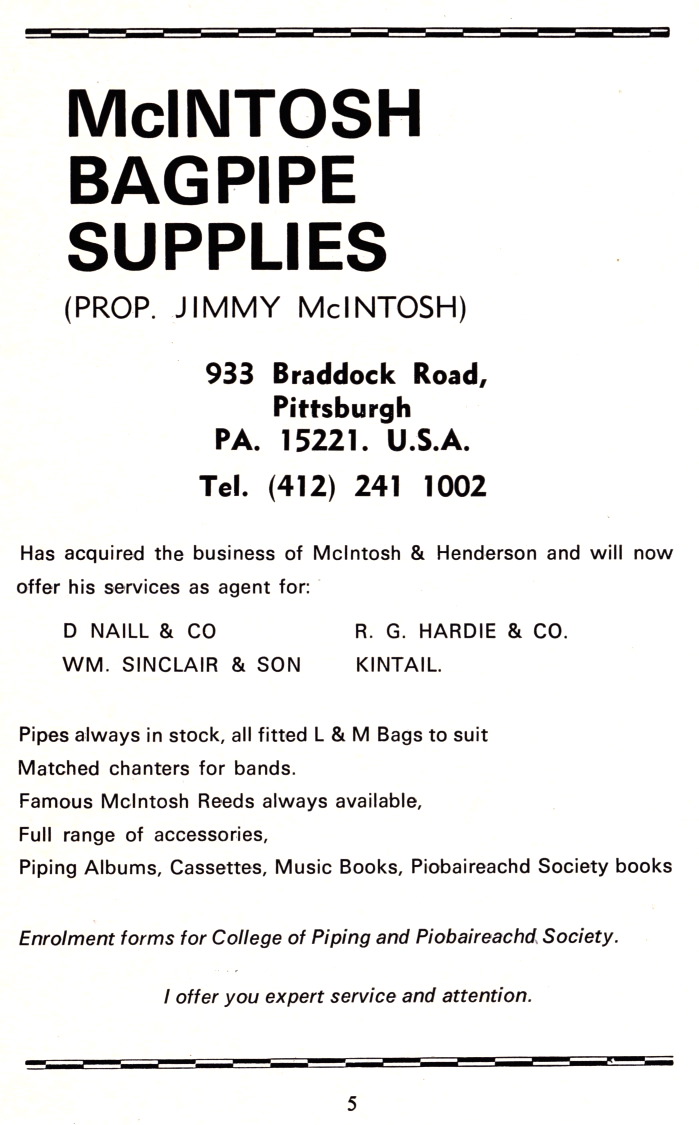 McINTOSH
BAGPIPE
SUPPLIES
(PROP. JIMMY McINTOSH)
933 Braddock Road,
Pittsburgh
PA. 15221. U.S.A.
Tel. (412) 241 1002
Has acquired the business of McIntosh & Henderson and will now
offer his services as agent for:
D NAILL & CO R. G. HARDIE & CO.
WM. SINCLAIR & SON KINTAIL.
Pipes always in stock, all fitted L & M Bags to suit
Matched chanters for bands.
Famous McIntosh Reeds always available,
Full range of accessories,
Piping Albums, Cassettes, Music Books, Piobaireachd Society books
Enrolment forms for College of Piping and Piobaireachd Society.
I offer you expert service and attention.
5